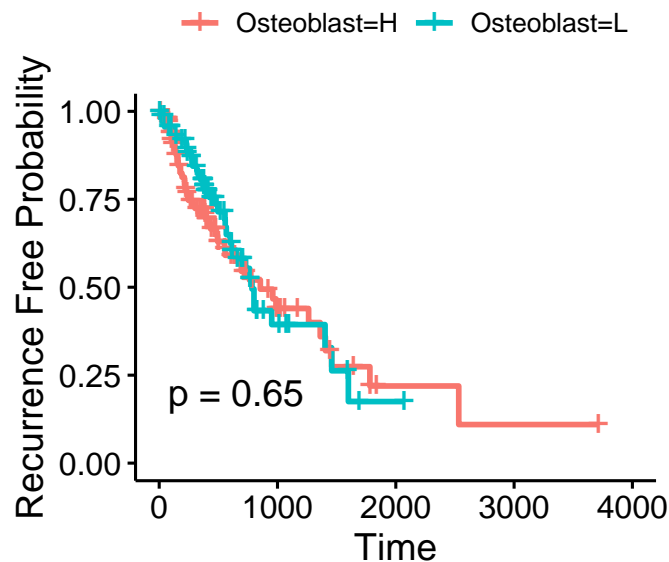 Osteoblast=H Osteoblast=L
Recurrence Free Probability
1.00
0.75
0.50
0.25
0.00
p = 0.65
0 1000 2000 3000 4000
Time